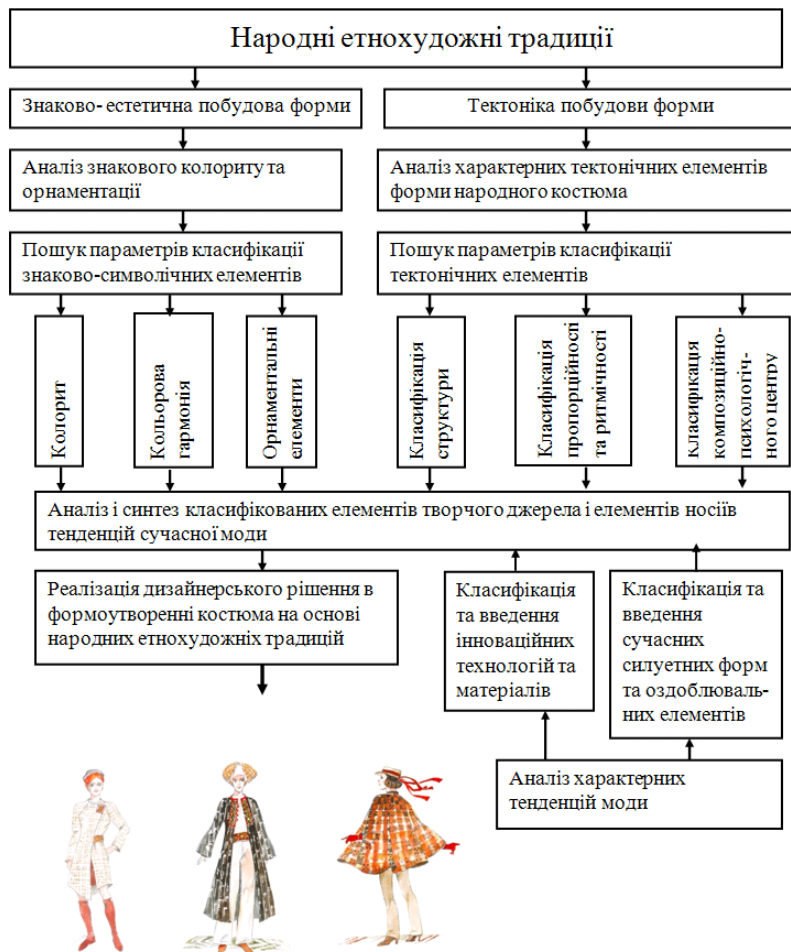 Народні етнохудожні традиції
Знаково- естетична побудова форми
Тектоніка побудови форми
Аналіз знакового колориту та
орнаментації
Аналіз характерних тектонічних елементів
форми народного костюма
Пошук параметрів класифікації
знаково-символічних елементів
Пошук параметрів класифікації
тектонічних елементів
Колорит
Кольорова
гармонія
Орнаментальні
елементи
Класифікація
структури
Класифікація
пропорційності
та ритмічності
Класифікація
композиційно-
психологіч-
ного центру
Аналіз і синтез класифікованих елементів творчого джерела і елементів носіїв
тенденцій сучасної моди
Реалізація дизайнерського рішення в
формоутворенні костюма на основі
народних етнохудожніх традицій
Класифікація
та введення
інноваційних
технологій та
матеріалів
Класифікація та
введення
сучасних
силуетних форм
та оздоблюваль-
них елементів
Аналіз характерних
тенденцій моди